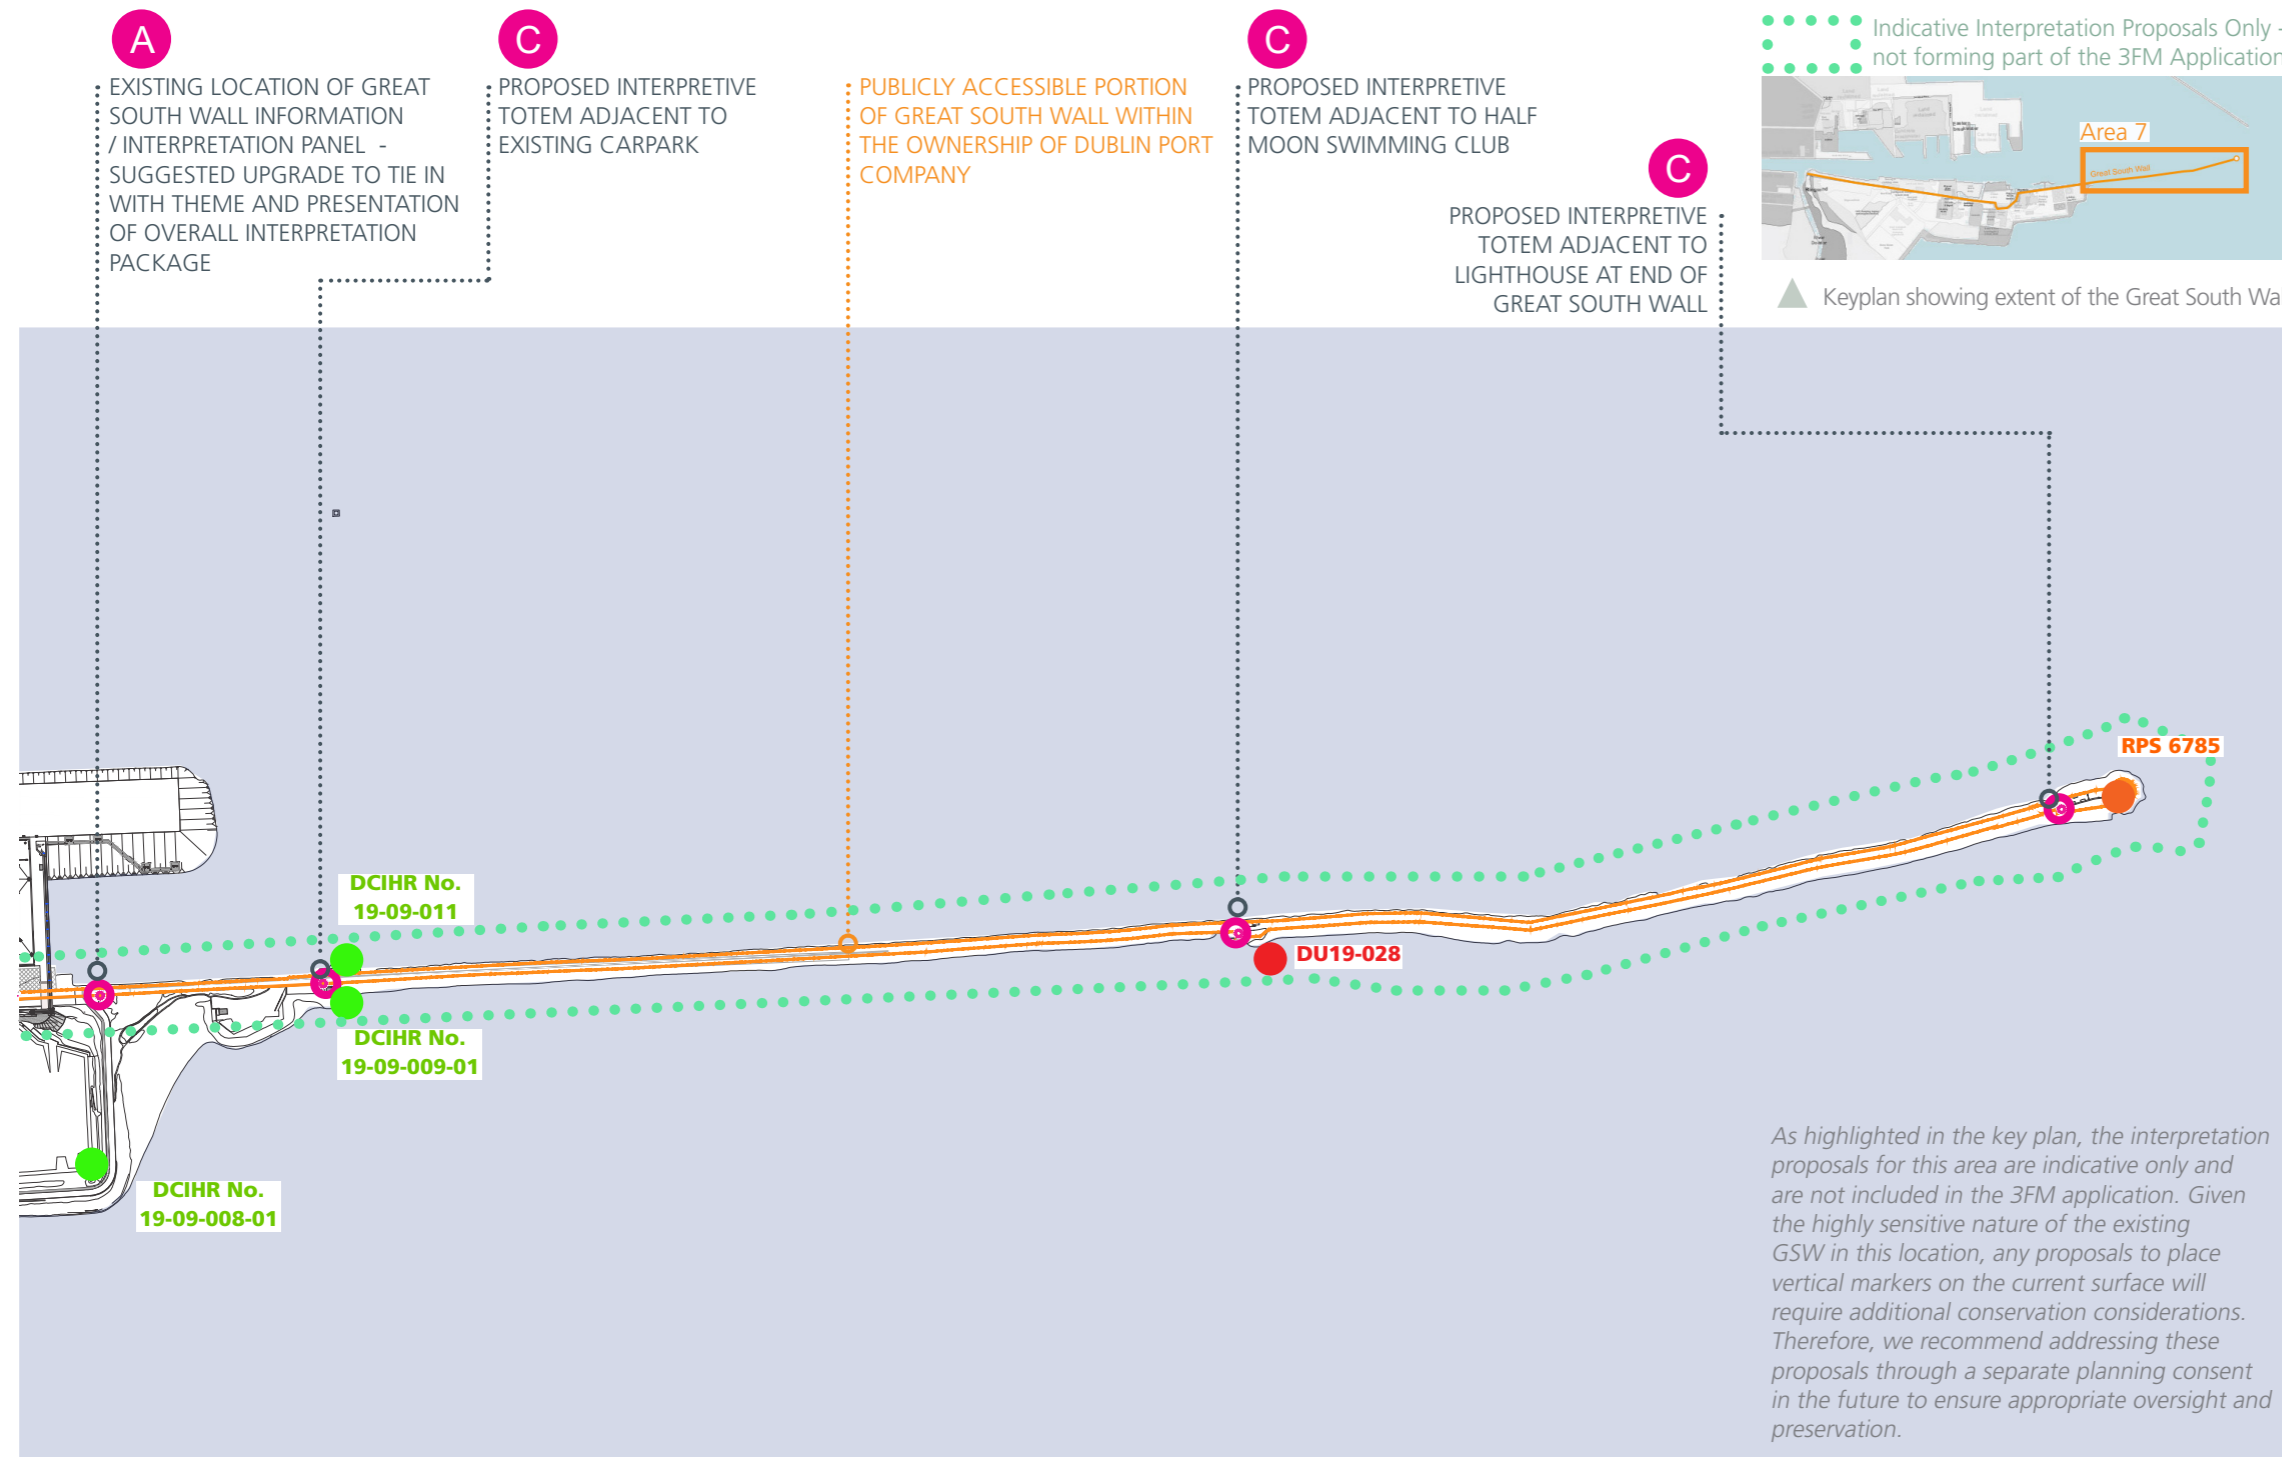 A
EXISTING LOCATION OF GREAT
SOUTH WALL INFORMATION
/ INTERPRETATION PANEL -
SUGGESTED UPGRADE TO TIE IN
WITH THEME AND PRESENTATION
OF OVERALL INTERPRETATION
PACKAGE
C
PROPOSED INTERPRETIVE
TOTEM ADJACENT TO
EXISTING CARPARK
PUBLICLY ACCESSIBLE PORTION
OF GREAT SOUTH WALL WITHIN
THE OWNERSHIP OF DUBLIN PORT
COMPANY
C
PROPOSED INTERPRETIVE
TOTEM ADJACENT TO HALF
MOON SWIMMING CLUB
C
PROPOSED INTERPRETIVE
TOTEM ADJACENT TO
LIGHTHOUSE AT END OF
GREAT SOUTH WALL
Indicative Interpretation Proposals Only -
not forming part of the 3FM Application
Area 7
Great South Wall
Keyplan showing extent of the Great South Wa
RPS 6785
DCIHR No.
19-09-011
DU19-028
DCIHR No.
19-09-009-01
DCIHR No.
19-09-008-01
As highlighted in the key plan, the interpretation
proposals for this area are indicative only and
are not included in the 3FM application. Given
the highly sensitive nature of the existing
GSW in this location, any proposals to place
vertical markers on the current surface will
require additional conservation considerations.
Therefore, we recommend addressing these
proposals through a separate planning consent
in the future to ensure appropriate oversight and
preservation.